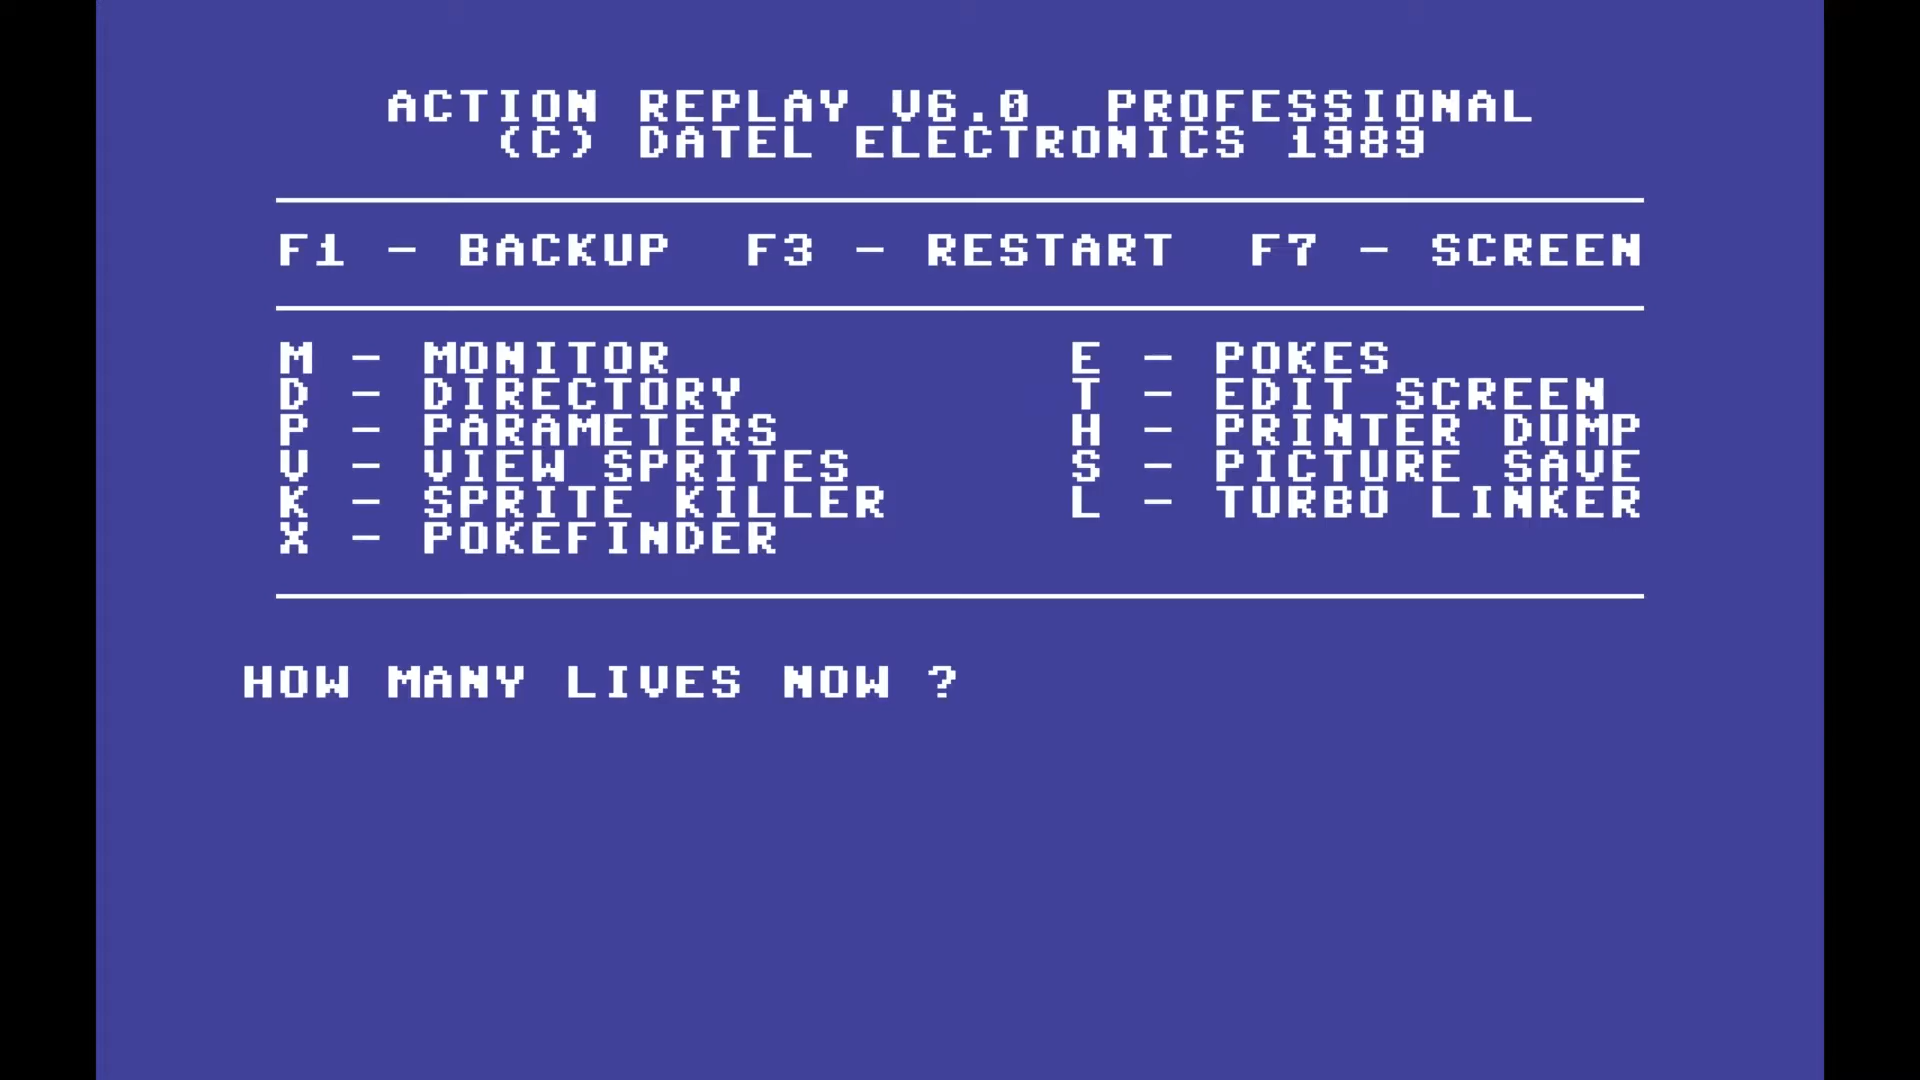 ACTION REPLAY V6.0  PROFESSIONAL
(C) DATEL ELECTRONICS 1989
F1 - BACKUP  F3 - RESTART  F7 - SCREEN
M - MONITOR  E - POKES
D - DIRECTORY  T - EDIT SCREEN
P - PARAMETERS  H - PRINTER DUMP
V - VIEW SPRITES  S - PICTURE SAVE
K - SPRITE KILLER  L - TURBO LINKER
X - POKEFINDER
HOW MANY LIVES NOW ?